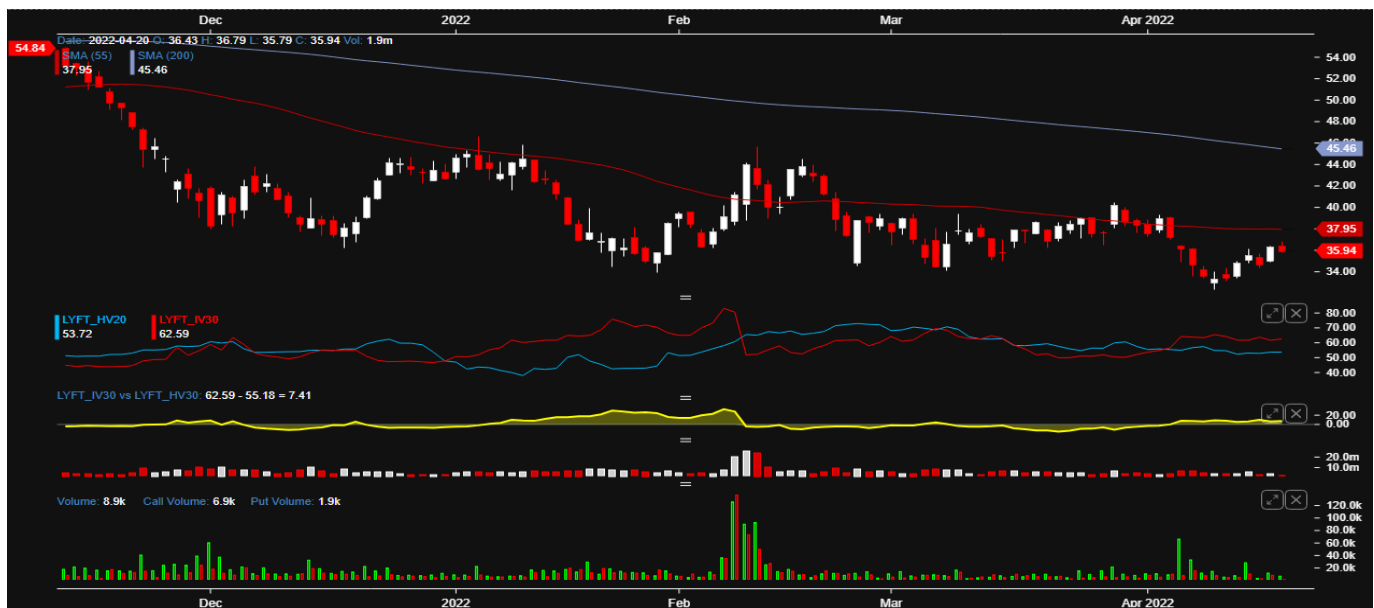 Dec 2022 Feb Mar Apr 2022
Date: 2022-04-20 O: 36.43 H: 36.79 L: 35.79 C: 35.94 Vol: 1.9m
54.84
SMA (55) SMA (200)
37.95 45.46
54.00
52.00
50.00
48.00
46.00
45.46
44.00
42.00
40.00
37.95
35.94
34.00
LYFT_HV20 LYFT_IV30
53.72 62.59
80.00
70.00
60.00
50.00
40.00
LYFT_IV30 vs LYFT_HV30: 62.59 - 55.18 = 7.41
20.00
0.00
20.0m
10.0m
Volume: 8.9k Call Volume: 6.9k Put Volume: 1.9k
120.0k
100.0k
80.0k
60.0k
40.0k
20.0k
Dec 2022 Feb Mar Apr 2022